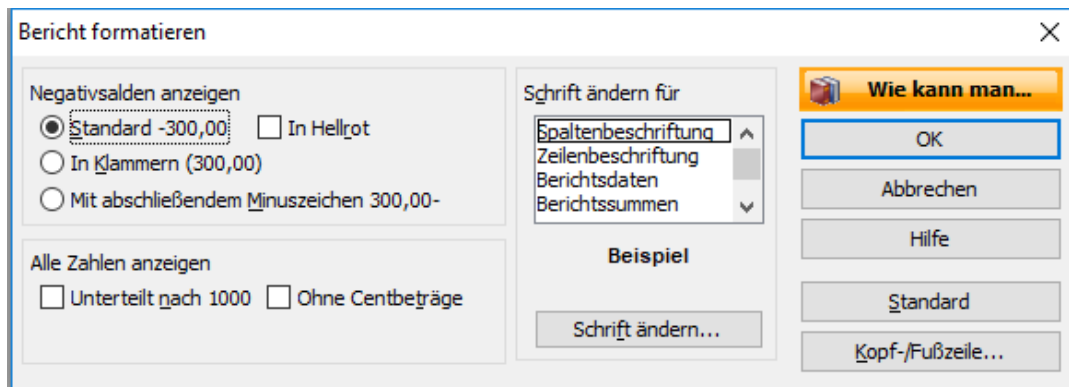 Bericht formatieren
Negativsalden anzeigen
Standard -300,00
In Hellrot
In Klammern (300,00)
Mit abschließendem Minuszeichen 300,00-
Alle Zahlen anzeigen
Unterteilt nach 1000
Ohne Centbeträge
Schrift ändern für
Spaltenbeschriftung
Zeilenbeschriftung
Berichtsdaten
Berichtssummen
Beispiel
Schrift ändern...
Wie kann man...
OK
Abbrechen
Hilfe
Standard
Kopf-/Fußzeile...